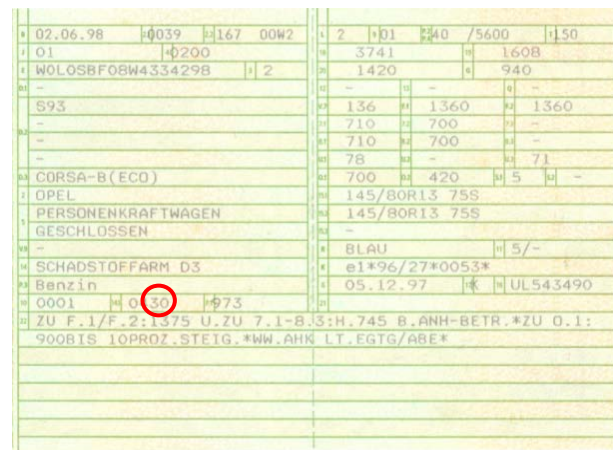 02.06.98 0039 167 00W2
01 0200
W0L0SBF08W4334298 2
-
S93
-
-
-
CORSA-B(ECO)
OPEL
PERSONENKRAFTWAGEN
GESCHLOSSEN
-
SCHADSTOFFARM D3
Benzin
0001 0430 973
2 01 40 /5600 150
3741 1608
1420 940
- - -
136 1360 1360
710 700 -
710 700 -
78 - 71
700 420 5 -
145/80R13 75S
145/80R13 75S
-
BLAU 5/-
e1*96/27*0053*
05.12.97 K UL543490
ZU F.1/F.2:1375 U.ZU 7.1-8.3:H.745 B.ANH-BETR.*ZU O.1:
900BIS 10PROZ.STEIG.*WW.AHK LT.EGTG/ABE*